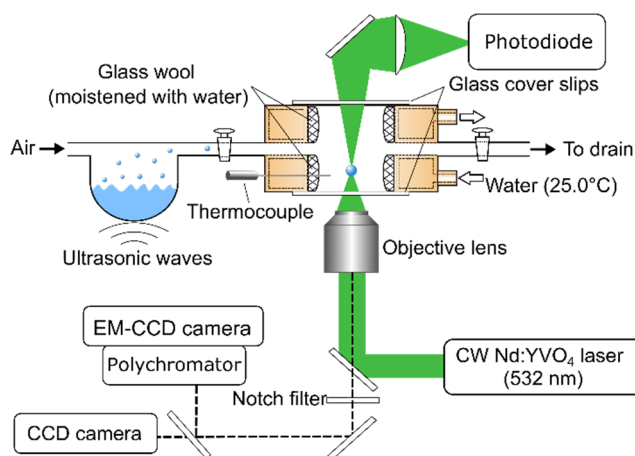 Photodiode
Glass wool
(moistened with water)
Glass cover slips
Air
To drain
Water (25.0°C)
Thermocouple
Ultrasonic waves
Objective lens
EM-CCD camera
Polychromator
CW Nd:YVO₄ laser
(532 nm)
Notch filter
CCD camera